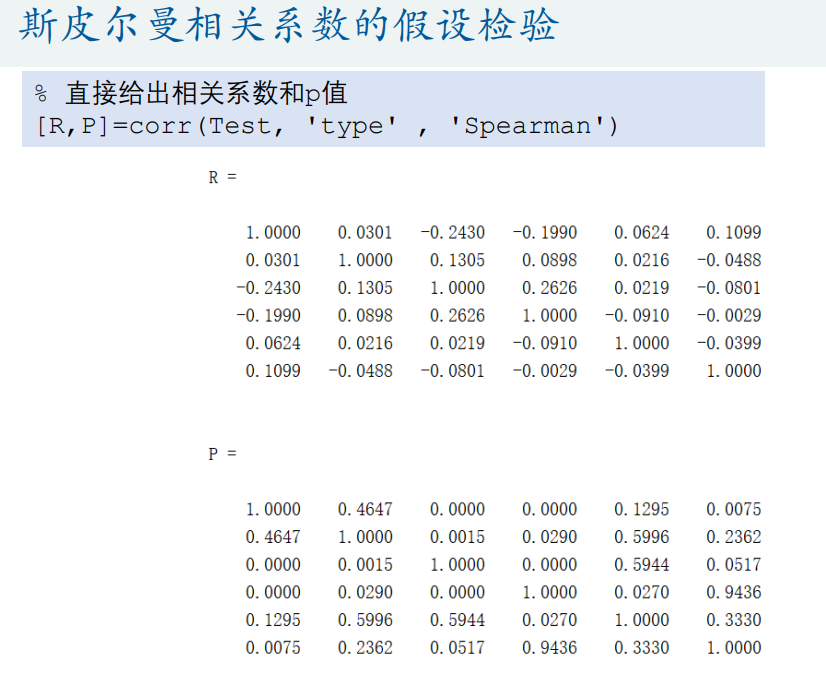 斯皮尔曼相关系数的假设检验
% 直接给出相关系数和p值
[R,P]=corr(Test, 'type' , 'Spearman')
R =
1.0000 0.0301 -0.2430 -0.1990 0.0624 0.1099
0.0301 1.0000 0.1305 0.0898 0.0216 -0.0488
-0.2430 0.1305 1.0000 0.2626 0.0219 -0.0801
-0.1990 0.0898 0.2626 1.0000 -0.0910 -0.0029
0.0624 0.0216 0.0219 -0.0910 1.0000 -0.0399
0.1099 -0.0488 -0.0801 -0.0029 -0.0399 1.0000
P =
1.0000 0.4647 0.0000 0.0000 0.1295 0.0075
0.4647 1.0000 0.0015 0.0290 0.5996 0.2362
0.0000 0.0015 1.0000 0.0000 0.5944 0.0517
0.0000 0.0290 0.0000 1.0000 0.0270 0.9436
0.1295 0.5996 0.5944 0.0270 1.0000 0.3330
0.0075 0.2362 0.0517 0.9436 0.3330 1.0000